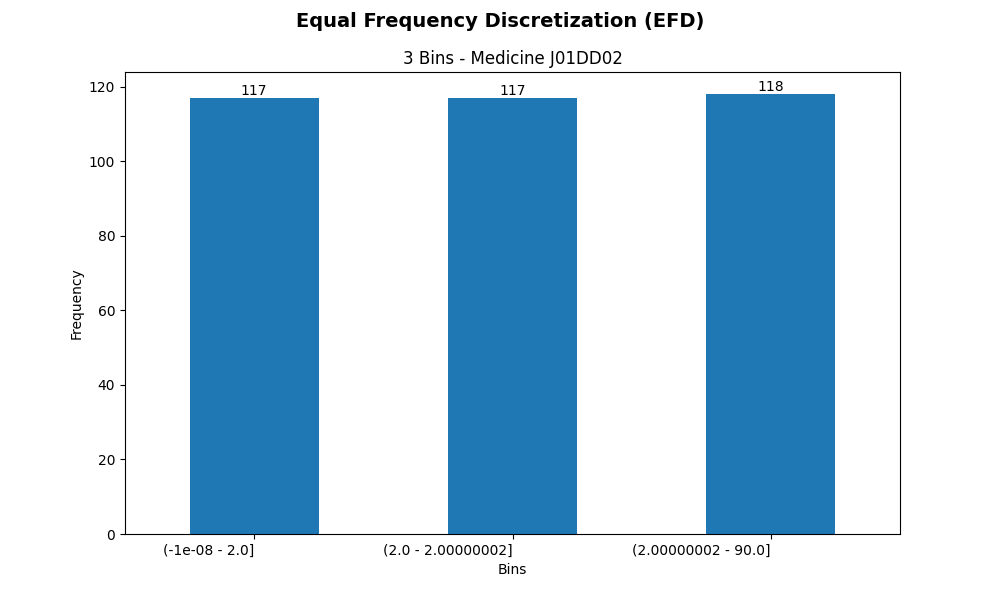 Equal Frequency Discretization (EFD)
3 Bins - Medicine J01DD02
120
100
80
60
40
20
0
Frequency
117
117
118
(-1e-08 - 2.0]
(2.0 - 2.00000002]
(2.00000002 - 90.0]
Bins